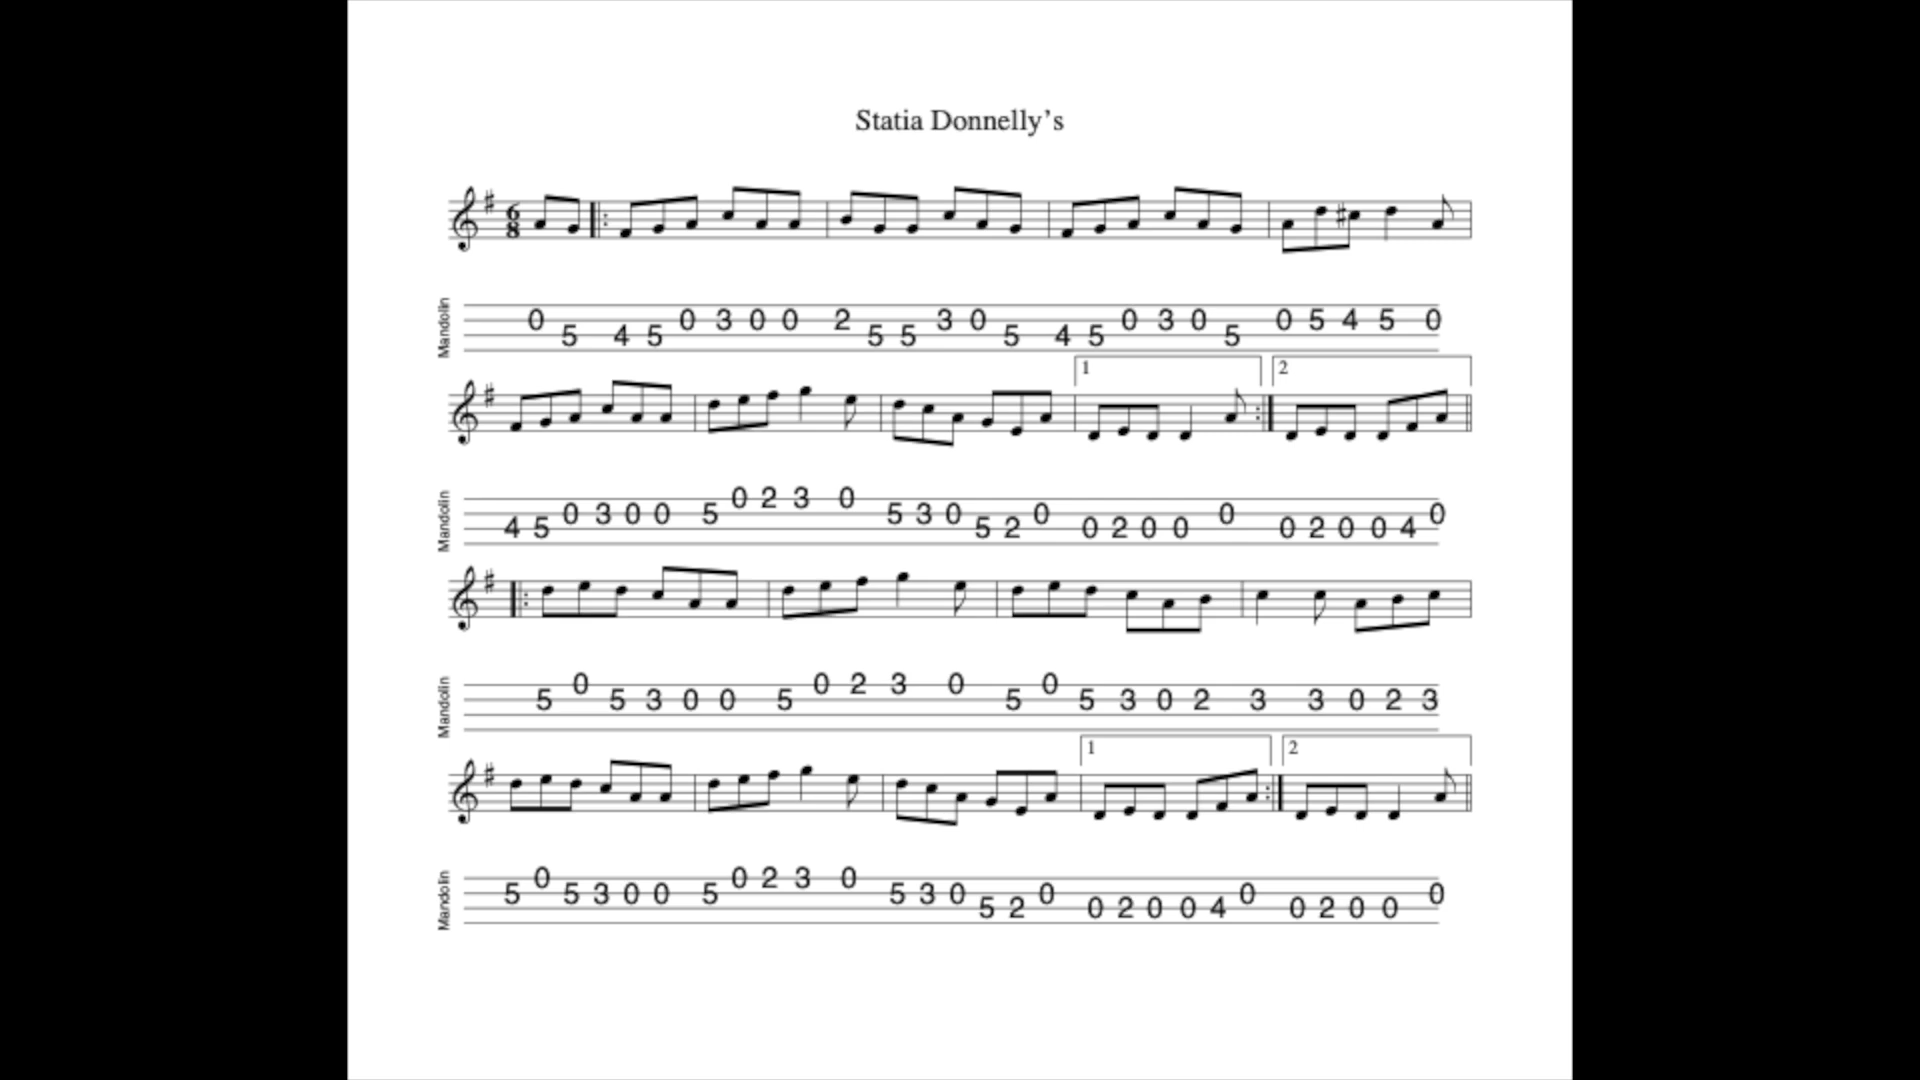 Statia Donnelly’s
6
8
Mandolin
0 5 4 5 0 3 0 0 2 5 5 3 0 5 4 5 0 3 0 5 0 5 4 5 0
1 2
Mandolin
4 5 0 3 0 0 5 0 2 3 0 5 3 0 5 2 0 0 2 0 0 0 0 2 0 0 4 0
Mandolin
5 0 5 3 0 0 5 0 2 3 0 5 0 5 3 0 2 3 3 0 2 3
1 2
Mandolin
5 0 5 3 0 0 5 0 2 3 0 5 3 0 5 2 0 0 2 0 0 4 0 0 2 0 0 0